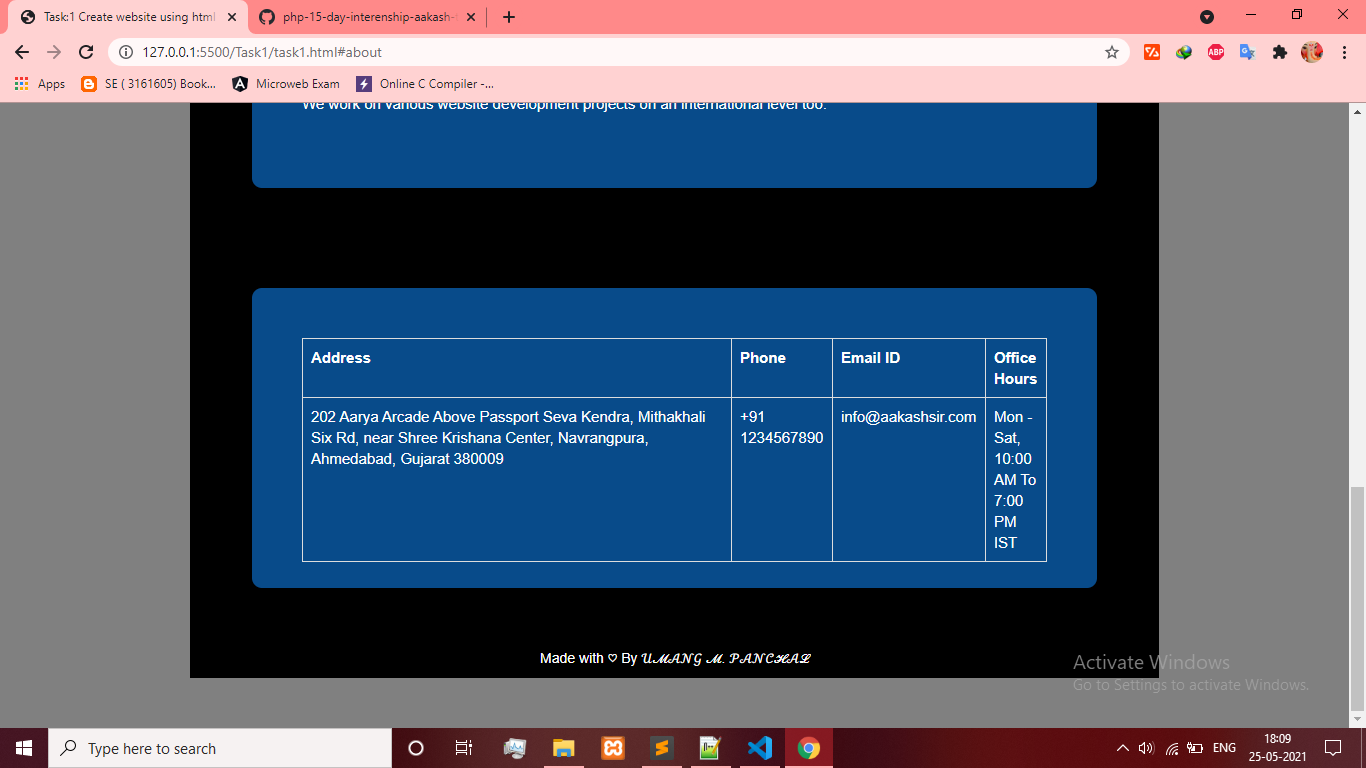 Task:1 Create website using html
php-15-day-interenship-aakash-
127.0.0.1:5500/Task1/task1.html#about
Apps
SE ( 3161605) Book...
Microweb Exam
Online C Compiler -...
ABP
We work on various website development projects on an international level too.
Address
Phone
Email ID
Office
Hours
202 Aarya Arcade Above Passport Seva Kendra, Mithakhali
Six Rd, near Shree Krishana Center, Navrangpura,
Ahmedabad, Gujarat 380009
+91
1234567890
info@aakashsir.com
Mon -
Sat,
10:00
AM To
7:00
PM
IST
Made with ♡ By 𝓤𝓜𝓐𝓝𝓖 𝓜. 𝓟𝓐𝓝𝓒𝓗𝓐𝓛
Activate Windows
Go to Settings to activate Windows.
Type here to search
ENG
18:09
25-05-2021